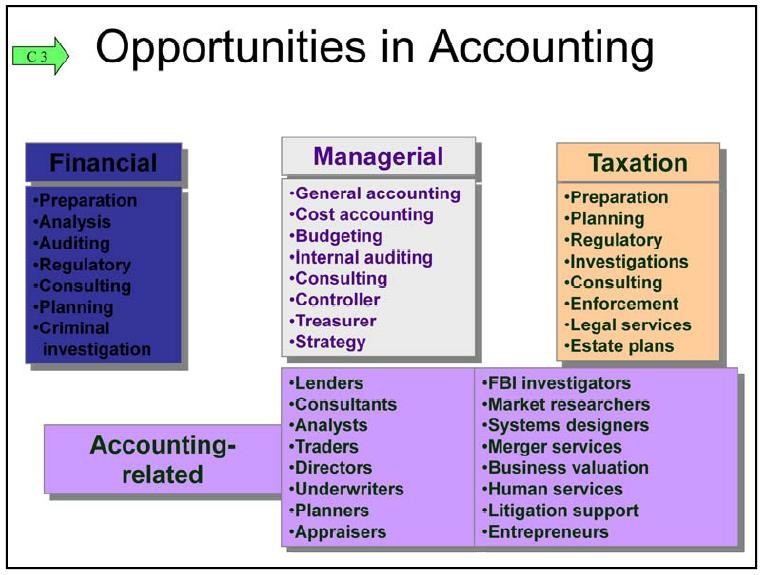 C 3
Opportunities in Accounting
Financial
•Preparation
•Analysis
•Auditing
•Regulatory
•Consulting
•Planning
•Criminal
investigation
Managerial
•General accounting
•Cost accounting
•Budgeting
•Internal auditing
•Consulting
•Controller
•Treasurer
•Strategy
Taxation
•Preparation
•Planning
•Regulatory
•Investigations
•Consulting
•Enforcement
•Legal services
•Estate plans
Accounting-
related
•Lenders
•Consultants
•Analysts
•Traders
•Directors
•Underwriters
•Planners
•Appraisers
•FBI investigators
•Market researchers
•Systems designers
•Merger services
•Business valuation
•Human services
•Litigation support
•Entrepreneurs